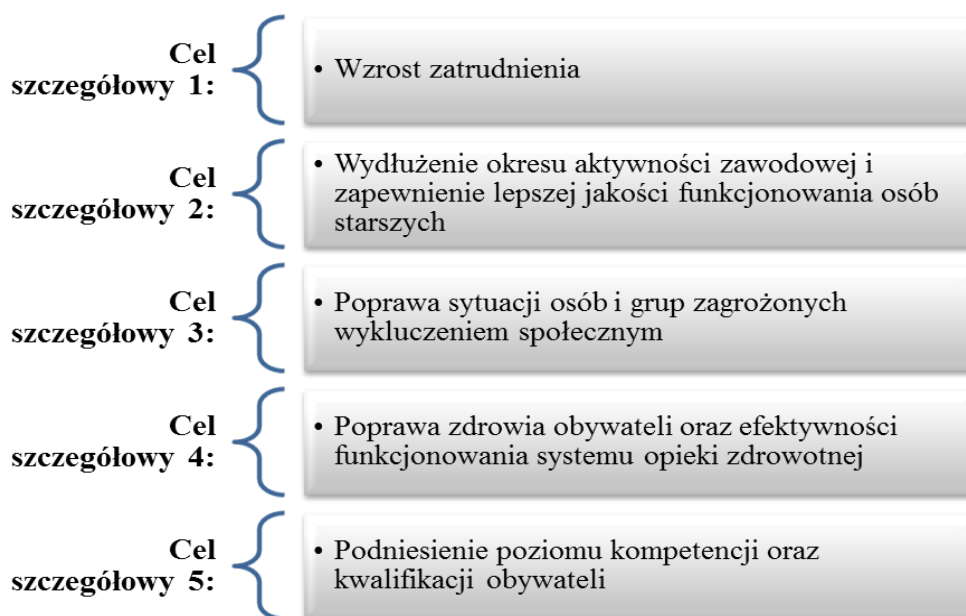 Cel
szczegółowy 1:
• Wzrost zatrudnienia
Cel
szczegółowy 2:
• Wydłużenie okresu aktywności zawodowej i
zapewnienie lepszej jakości funkcjonowania osób
starszych
Cel
szczegółowy 3:
• Poprawa sytuacji osób i grup zagrożonych
wykluczeniem społecznym
Cel
szczegółowy 4:
• Poprawa zdrowia obywateli oraz efektywności
funkcjonowania systemu opieki zdrowotnej
Cel
szczegółowy 5:
• Podniesienie poziomu kompetencji oraz
kwalifikacji obywateli